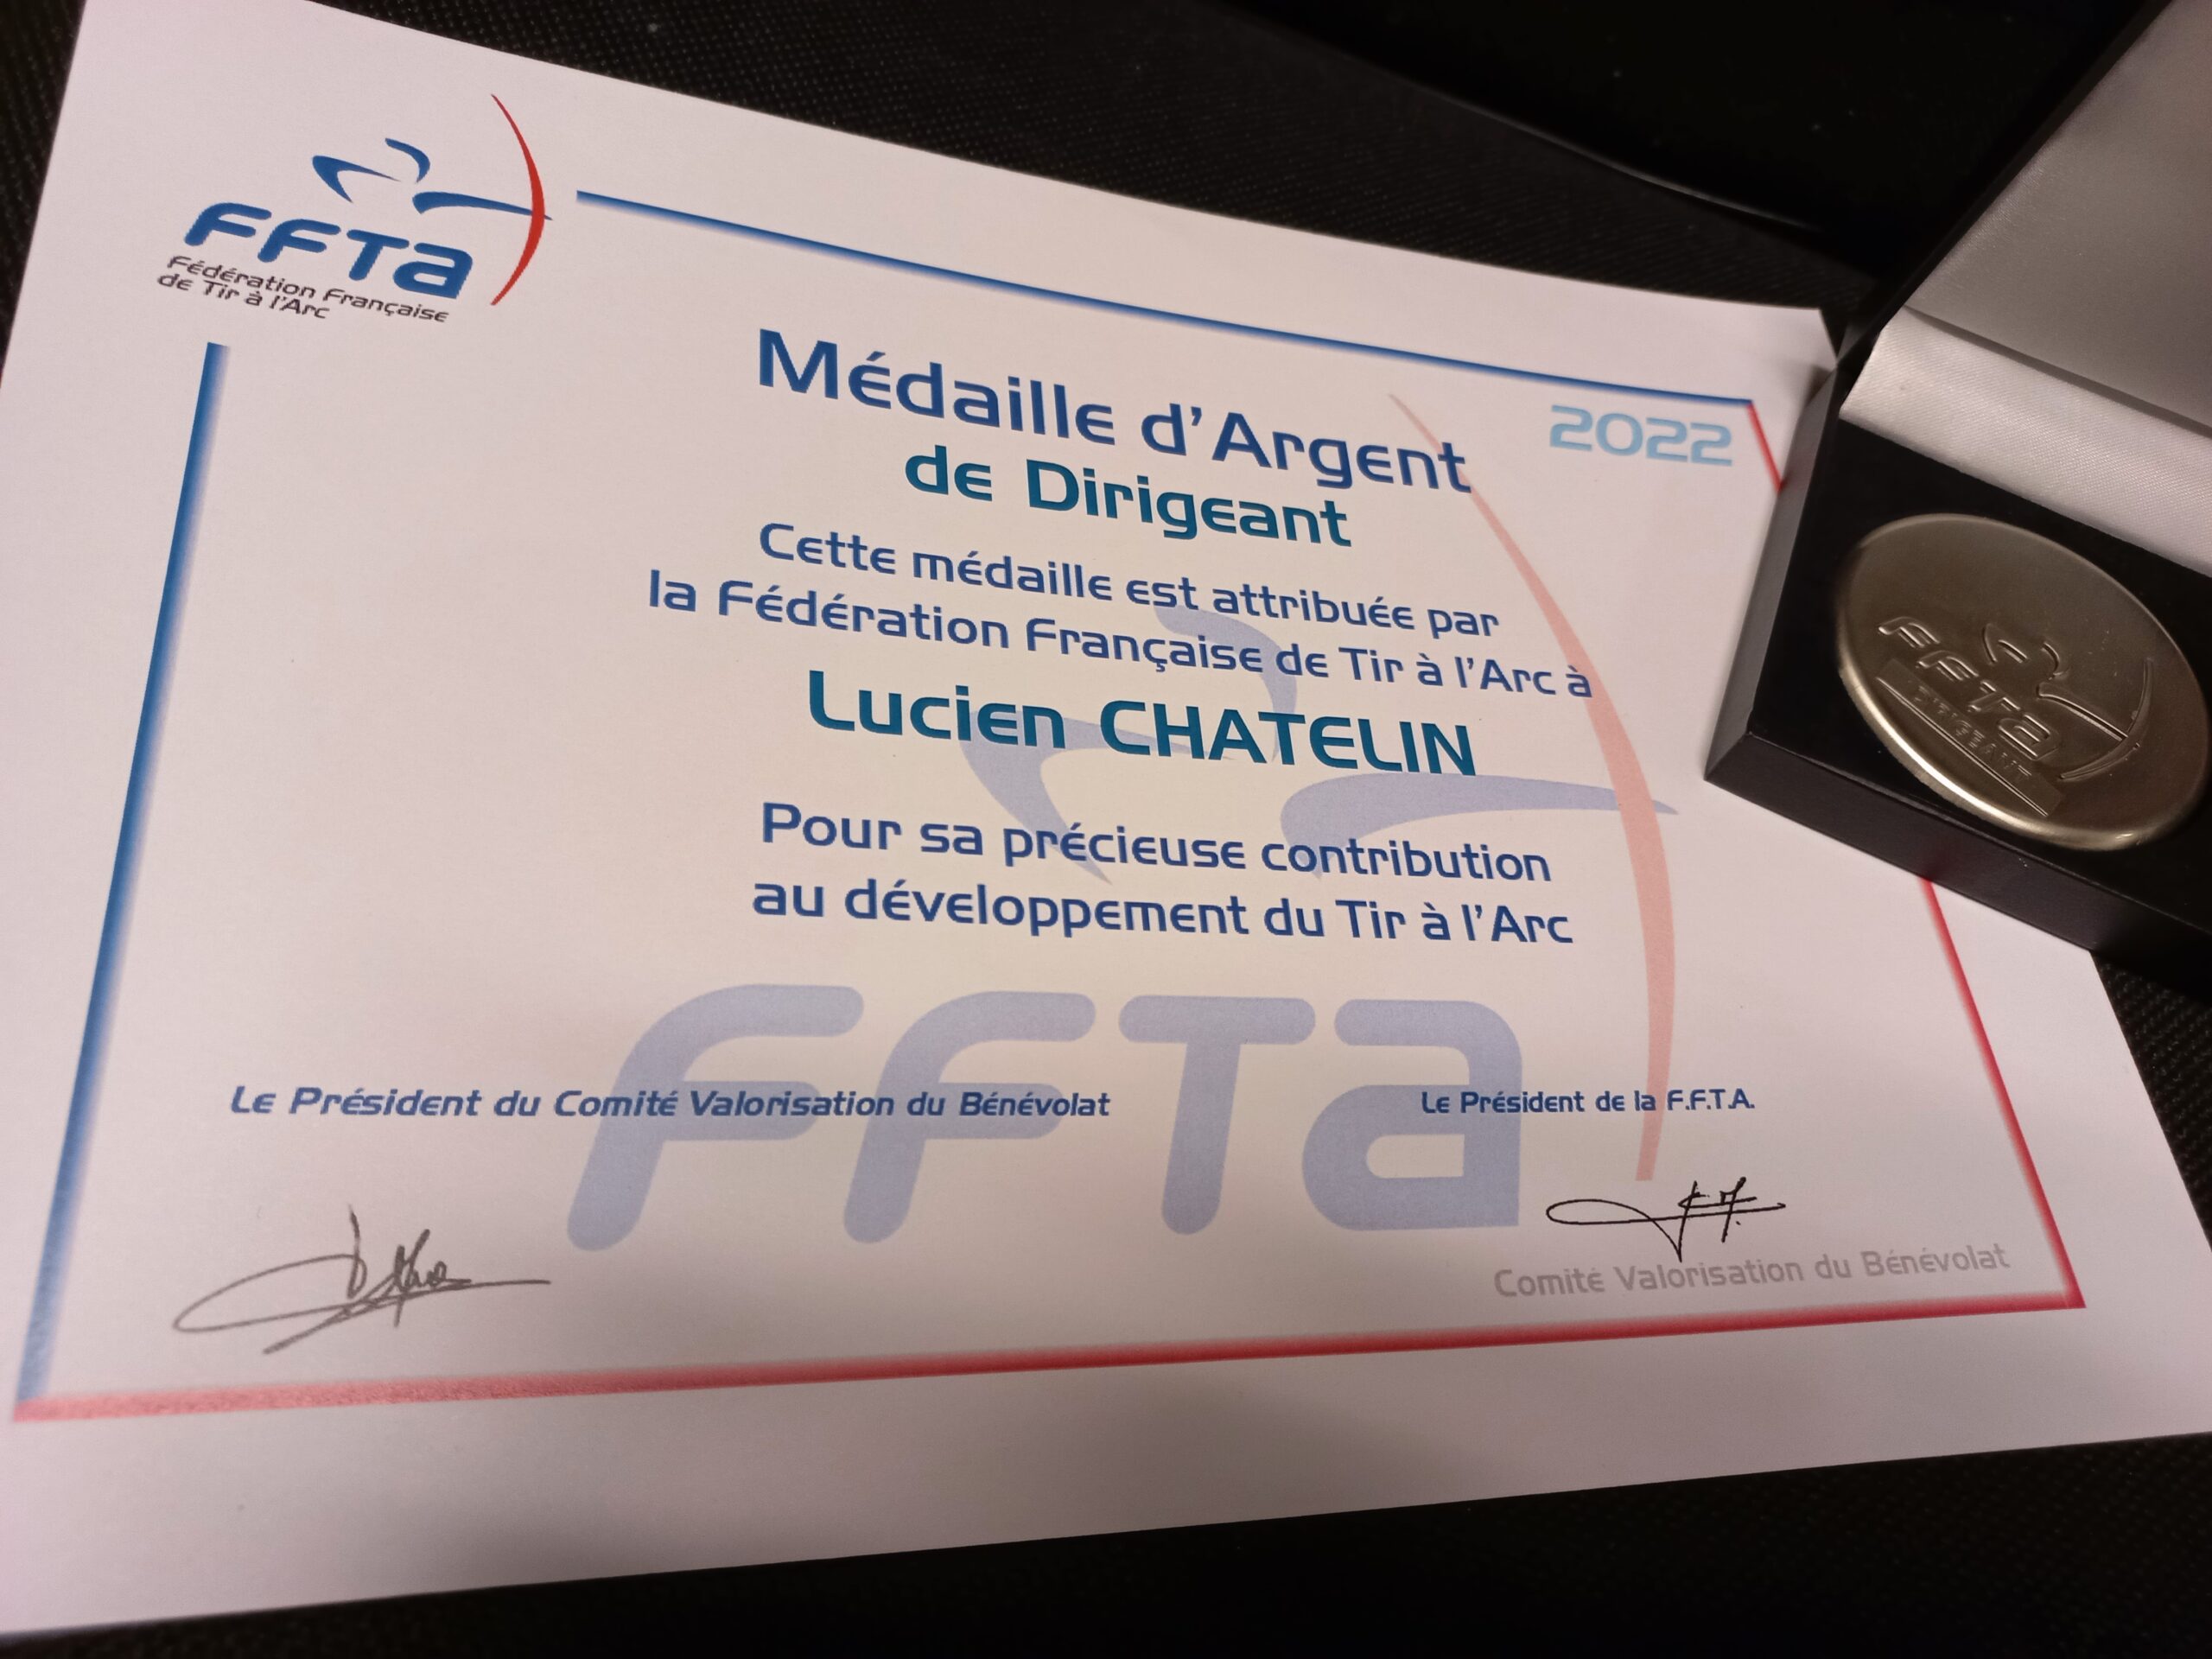 FFTa
Fédération Française
de Tir à l'Arc
2022
Médaille d'Argent
de Dirigeant
Cette médaille est attribuée par
la Fédération Française de Tir à l'Arc à
Lucien CHATELIN
Pour sa précieuse contribution
au développement du Tir à l'Arc
FFTa
Le Président du Comité Valorisation du Bénévolat
Le Président de la F.F.T.A.
Comité Valorisation du Bénévolat
FFTa
DIRIGEANT